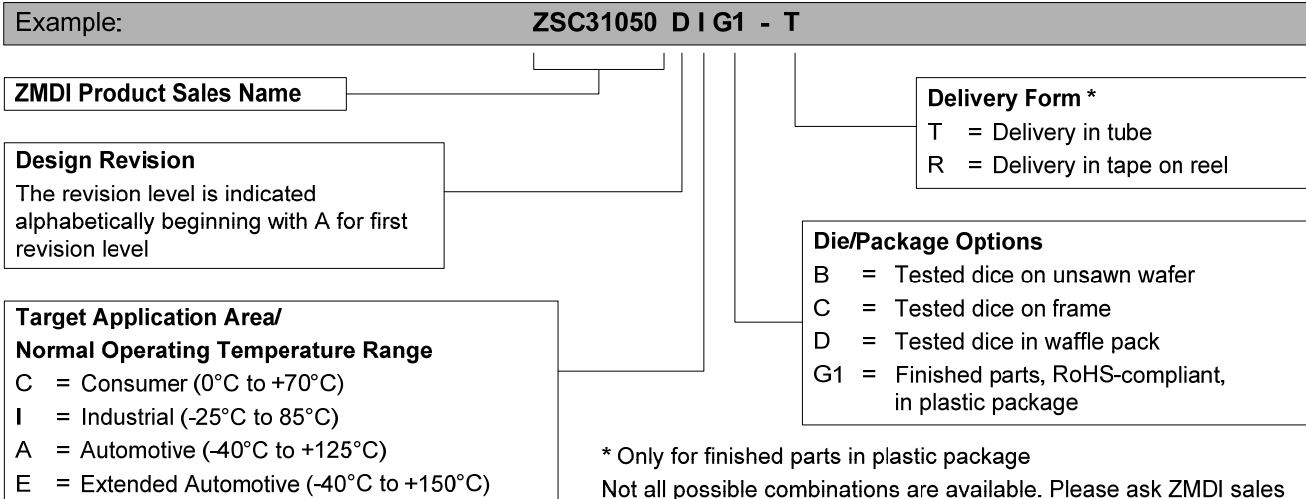 Example: ZSC31050 D I G1 - T
ZMDI Product Sales Name
Design Revision
The revision level is indicated
alphabetically beginning with A for first
revision level
Target Application Area/
Normal Operating Temperature Range
C = Consumer (0°C to +70°C)
I = Industrial (-25°C to 85°C)
A = Automotive (-40°C to +125°C)
E = Extended Automotive (-40°C to +150°C)
Delivery Form *
T = Delivery in tube
R = Delivery in tape on reel
Die/Package Options
B = Tested dice on unsawn wafer
C = Tested dice on frame
D = Tested dice in waffle pack
G1 = Finished parts, RoHS-compliant,
in plastic package
* Only for finished parts in plastic package
Not all possible combinations are available. Please ask ZMDI sales